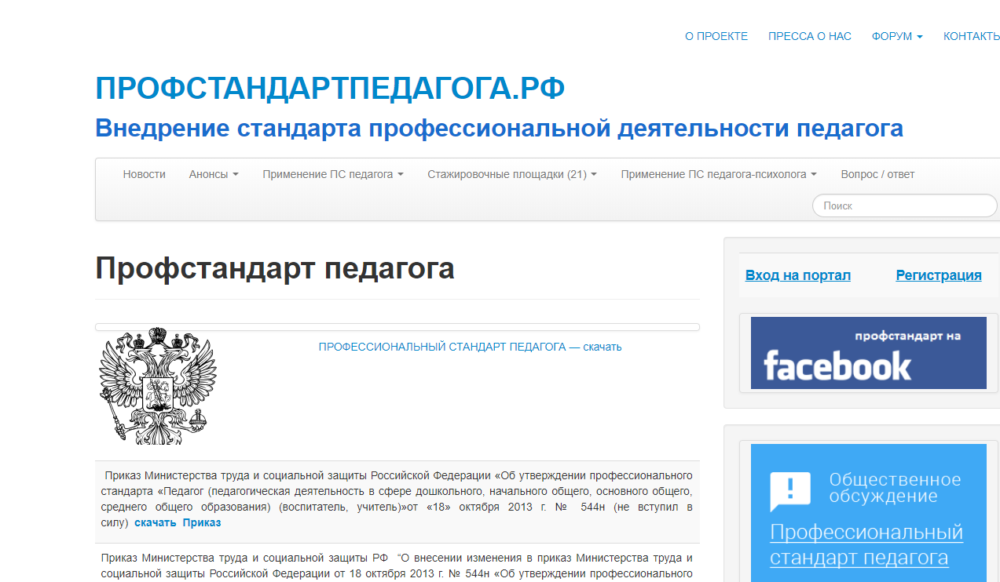 О ПРОЕКТЕ ПРЕССА О НАС ФОРУМ КОНТАКТЫ
ПРОФСТАНДАРТПЕДАГОГА.РФ
Внедрение стандарта профессиональной деятельности педагога
Новости Анонсы Применение ПС педагога Стажировочные площадки (21) Применение ПС педагога-психолога Вопрос / ответ
Поиск
Профстандарт педагога
ПРОФЕССИОНАЛЬНЫЙ СТАНДАРТ ПЕДАГОГА — скачать
Приказ Министерства труда и социальной защиты Российской Федерации «Об утверждении профессионального
стандарта «Педагог (педагогическая деятельность в сфере дошкольного, начального общего, основного общего,
среднего общего образования) (воспитатель, учитель)»от «18» октября 2013 г. № 544н (не вступил в
силу) скачать Приказ
Приказ Министерства труда и социальной защиты РФ “О внесении изменения в приказ Министерства труда и
социальной защиты Российской Федерации от 18 октября 2013 г. № 544н «Об утверждении профессионального
Вход на портал Регистрация
профстандарт на
facebook
Общественное
обсуждение
Профессиональный
стандарт педагога